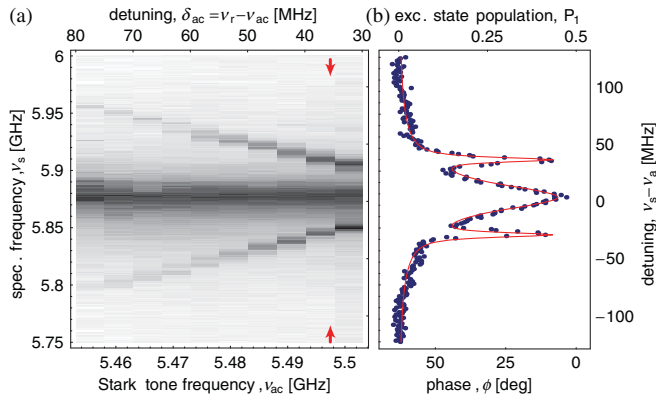 (a)
detuning, δac = νr − νac [MHz]
80 70 60 50 40 30
6
5.95
5.9
5.85
5.8
5.75
spec. frequency, νs [GHz]
5.46 5.47 5.48 5.49 5.5
Stark tone frequency, νac [GHz]
(b)
exc. state population, P1
0 0.25 0.5
100
50
0
−50
−100
detuning, νs − νa [MHz]
50 25 0
phase, ϕ [deg]